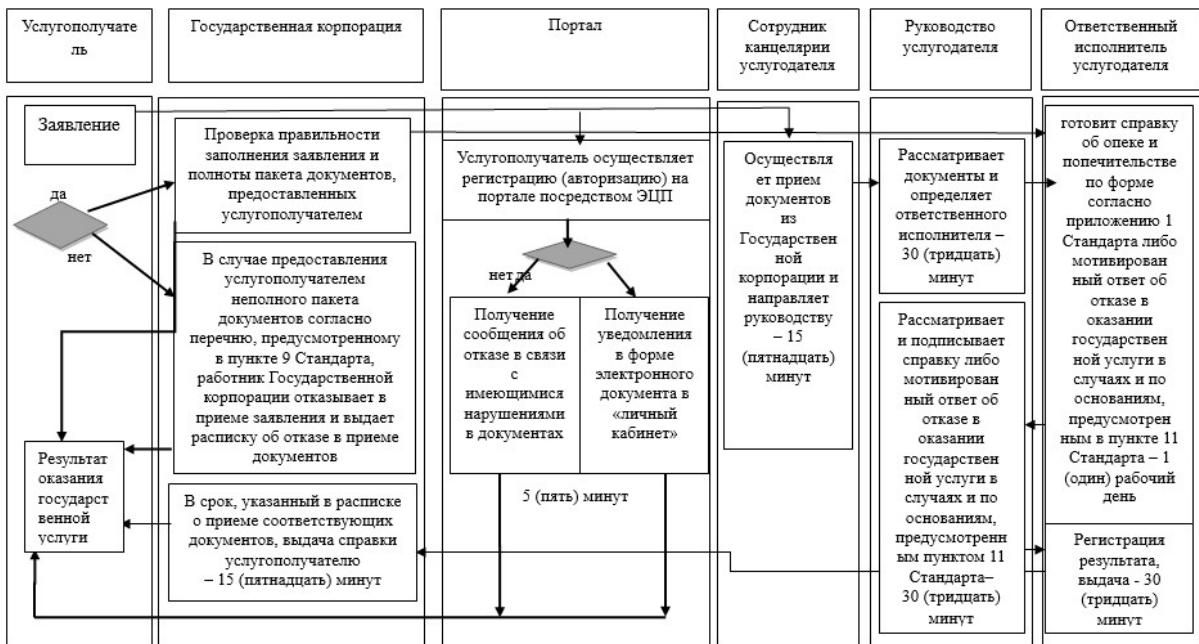 Услугополучате
ль
Государственная корпорация
Портал
Сотрудник
канцелярии
услугодателя
Руководство
услугодателя
Ответственный
исполнитель
услугодателя
Заявление
да
нет
Результат
оказания
государст
венной
услуги
Проверка правильности
заполнения заявления и
полноты пакета документов,
предоставленных
услугополучателем
В случае предоставления
услугополучателем
неполного пакета
документов согласно
перечню, предусмотренному
в пункте 9 Стандарта,
работник Государственной
корпорации отказывает в
приеме заявления и выдает
расписку об отказе в приеме
документов
В срок, указанный в расписке
о приеме соответствующих
документов, выдача справки
услугополучателю
– 15 (пятнадцать) минут
Услугополучатель осуществляет
регистрацию (авторизацию) на
портале посредством ЭЦП
нет да
Получение
сообщения об
отказе в связи
с
имеющимися
нарушениями
в документах
Получение
уведомления
в форме
электронного
документа в
«личный
кабинет»
5 (пять) минут
Осуществля
ет прием
документов
из
Государствен
ной
корпорации и
направляет
руководству
– 15
(пятнадцать)
минут
Рассматривает
документы и
определяет
ответственного
исполнителя –
30 (тридцать)
минут
Рассматривает
и подписывает
справку либо
мотивирован
ный ответ об
отказе в
оказании
государствен
ной услуги в
случаях и по
основаниям,
предусмотренн
ым пунктом 11
Стандарта–
30 (тридцать)
минут
готовит справку
об опеке и
попечительстве
по форме
согласно
приложению 1
Стандарта либо
мотивирован
ный ответ об
отказе в
оказании
государствен
ной услуги в
случаях и по
основаниям,
предусмотрен
ным в пункте 11
Стандарта – 1
(один) рабочий
день
Регистрация
результата,
выдача - 30
(тридцать)
минут